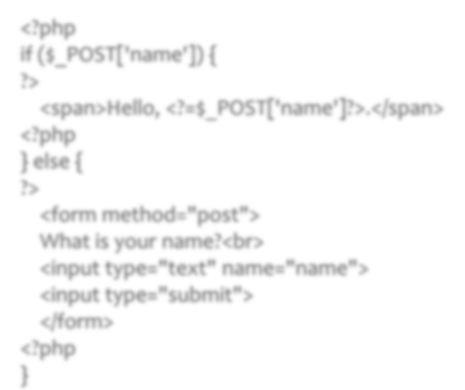 <?php
if ($_POST['name']) {
?>
<span>Hello, <?=$_POST['name']?>.</span>
<?php
} else {
?>
<form method="post">
What is your name?<br>
<input type="text" name="name">
<input type="submit">
</form>
<?php
}